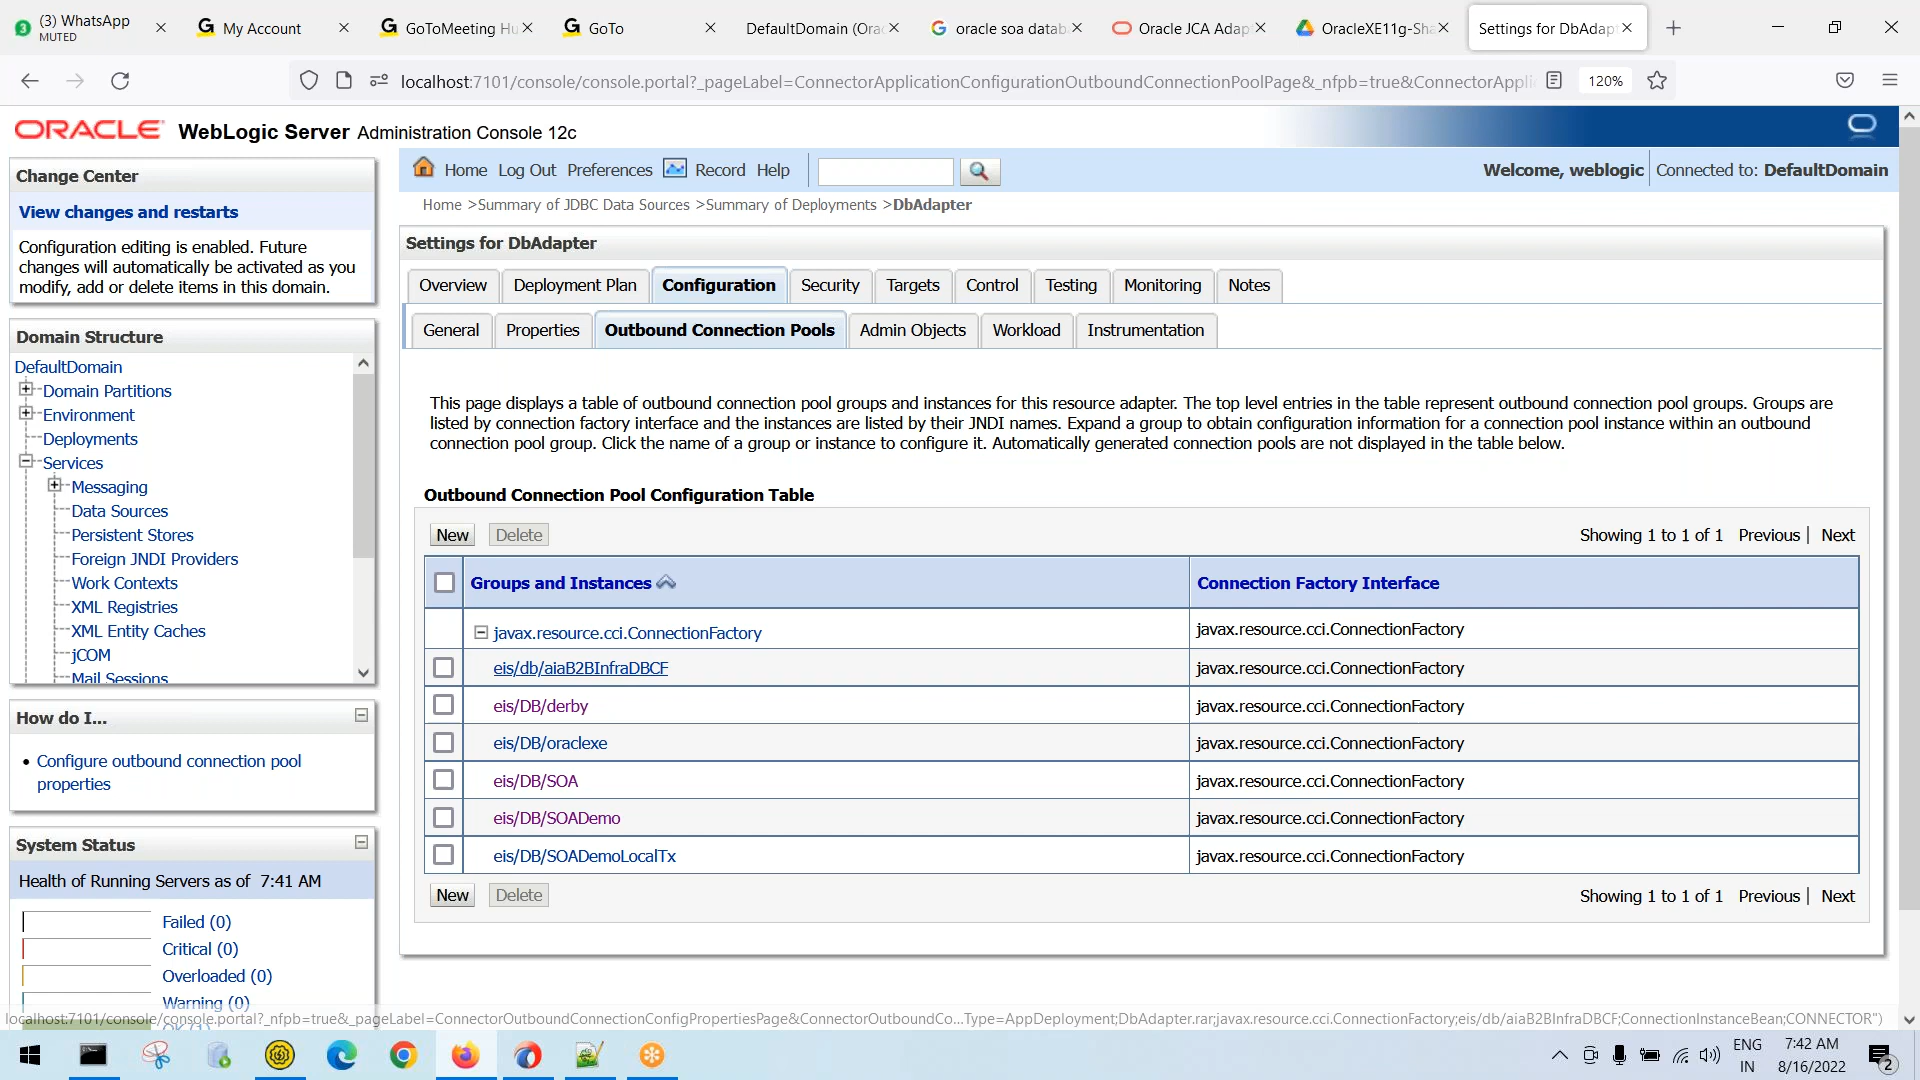 (3) WhatsApp
MUTED
My Account
GoToMeeting Hu
GoTo
DefaultDomain (Orac
oracle soa datab
Oracle JCA Adap
OracleXE11g-Sha
Settings for DbAdapt
localhost:7101/console/console.portal?_pageLabel=ConnectorApplicationConfigurationOutboundConnectionPoolPage&_nfpb=true&ConnectorAppli
120%
ORACLE WebLogic Server Administration Console 12c
Change Center
View changes and restarts
Configuration editing is enabled. Future
changes will automatically be activated as you
modify, add or delete items in this domain.
Domain Structure
DefaultDomain
Domain Partitions
Environment
Deployments
Services
Messaging
Data Sources
Persistent Stores
Foreign JNDI Providers
Work Contexts
XML Registries
XML Entity Caches
jCOM
Mail Sessions
How do I...
Configure outbound connection pool
properties
System Status
Health of Running Servers as of 7:41 AM
Failed (0)
Critical (0)
Overloaded (0)
Warning (0)
Home Log Out Preferences Record Help
Welcome, weblogic Connected to: DefaultDomain
Home >Summary of JDBC Data Sources >Summary of Deployments >DbAdapter
Settings for DbAdapter
Overview Deployment Plan Configuration Security Targets Control Testing Monitoring Notes
General Properties Outbound Connection Pools Admin Objects Workload Instrumentation
This page displays a table of outbound connection pool groups and instances for this resource adapter. The top level entries in the table represent outbound connection pool groups. Groups are
listed by connection factory interface and the instances are listed by their JNDI names. Expand a group to obtain configuration information for a connection pool instance within an outbound
connection pool group. Click the name of a group or instance to configure it. Automatically generated connection pools are not displayed in the table below.
Outbound Connection Pool Configuration Table
New Delete Showing 1 to 1 of 1 Previous | Next
Groups and Instances Connection Factory Interface
javax.resource.cci.ConnectionFactory javax.resource.cci.ConnectionFactory
eis/db/aiaB2BInfraDBCF javax.resource.cci.ConnectionFactory
eis/DB/derby javax.resource.cci.ConnectionFactory
eis/DB/oraclexe javax.resource.cci.ConnectionFactory
eis/DB/SOA javax.resource.cci.ConnectionFactory
eis/DB/SOADemo javax.resource.cci.ConnectionFactory
eis/DB/SOADemoLocalTx javax.resource.cci.ConnectionFactory
New Delete Showing 1 to 1 of 1 Previous | Next
localhost:7101/console/console.portal?_nfpb=true&_pageLabel=ConnectorOutboundConnectionConfigPropertiesPage&ConnectorOutboundCo...Type=AppDeployment;DbAdapter.rar;javax.resource.cci.ConnectionFactory;eis/db/aiaB2BInfraDBCF;ConnectionInstanceBean;CONNECTOR")
ENG
IN
7:42 AM
8/16/2022
2